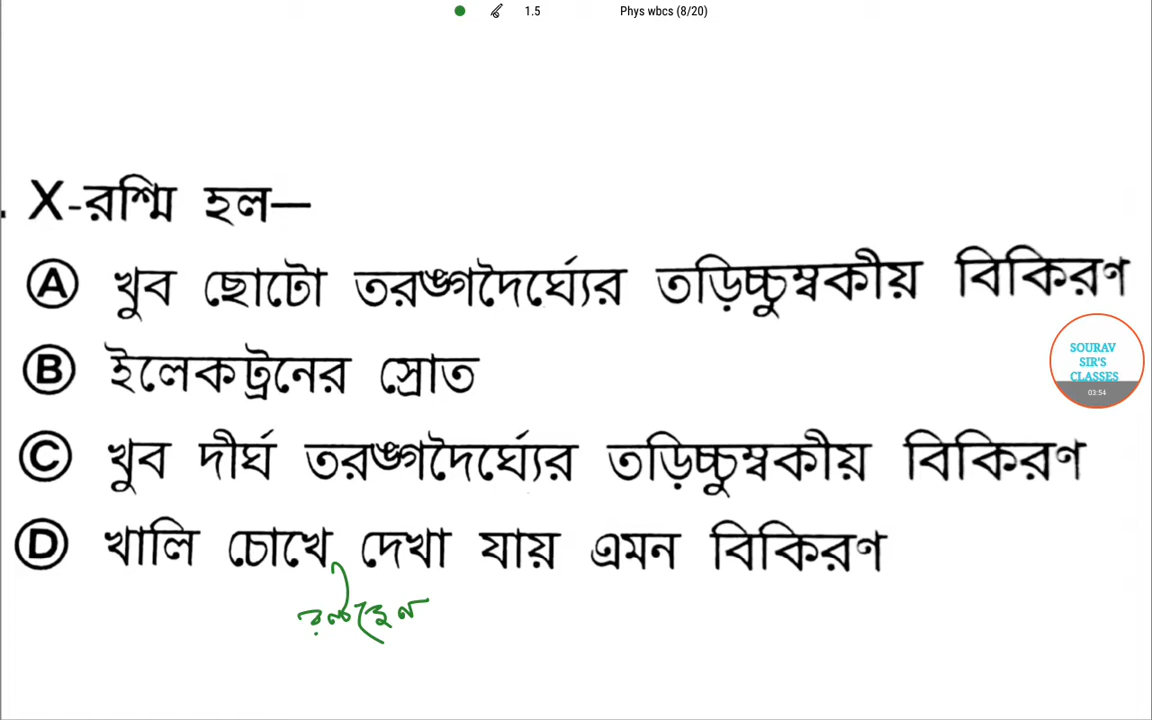 1.5 Phys wbcs (8/20)
. X-রশ্মি হল—
Ⓐ খুব ছোটো তরঙ্গদৈর্ঘ্যের তড়িচ্চুম্বকীয় বিকিরণ
SOURAV
SIR'S
CLASSES
03:54
Ⓑ ইলেকট্রনের স্রোত
Ⓒ খুব দীর্ঘ তরঙ্গদৈর্ঘ্যের তড়িচ্চুম্বকীয় বিকিরণ
Ⓓ খালি চোখে দেখা যায় এমন বিকিরণ